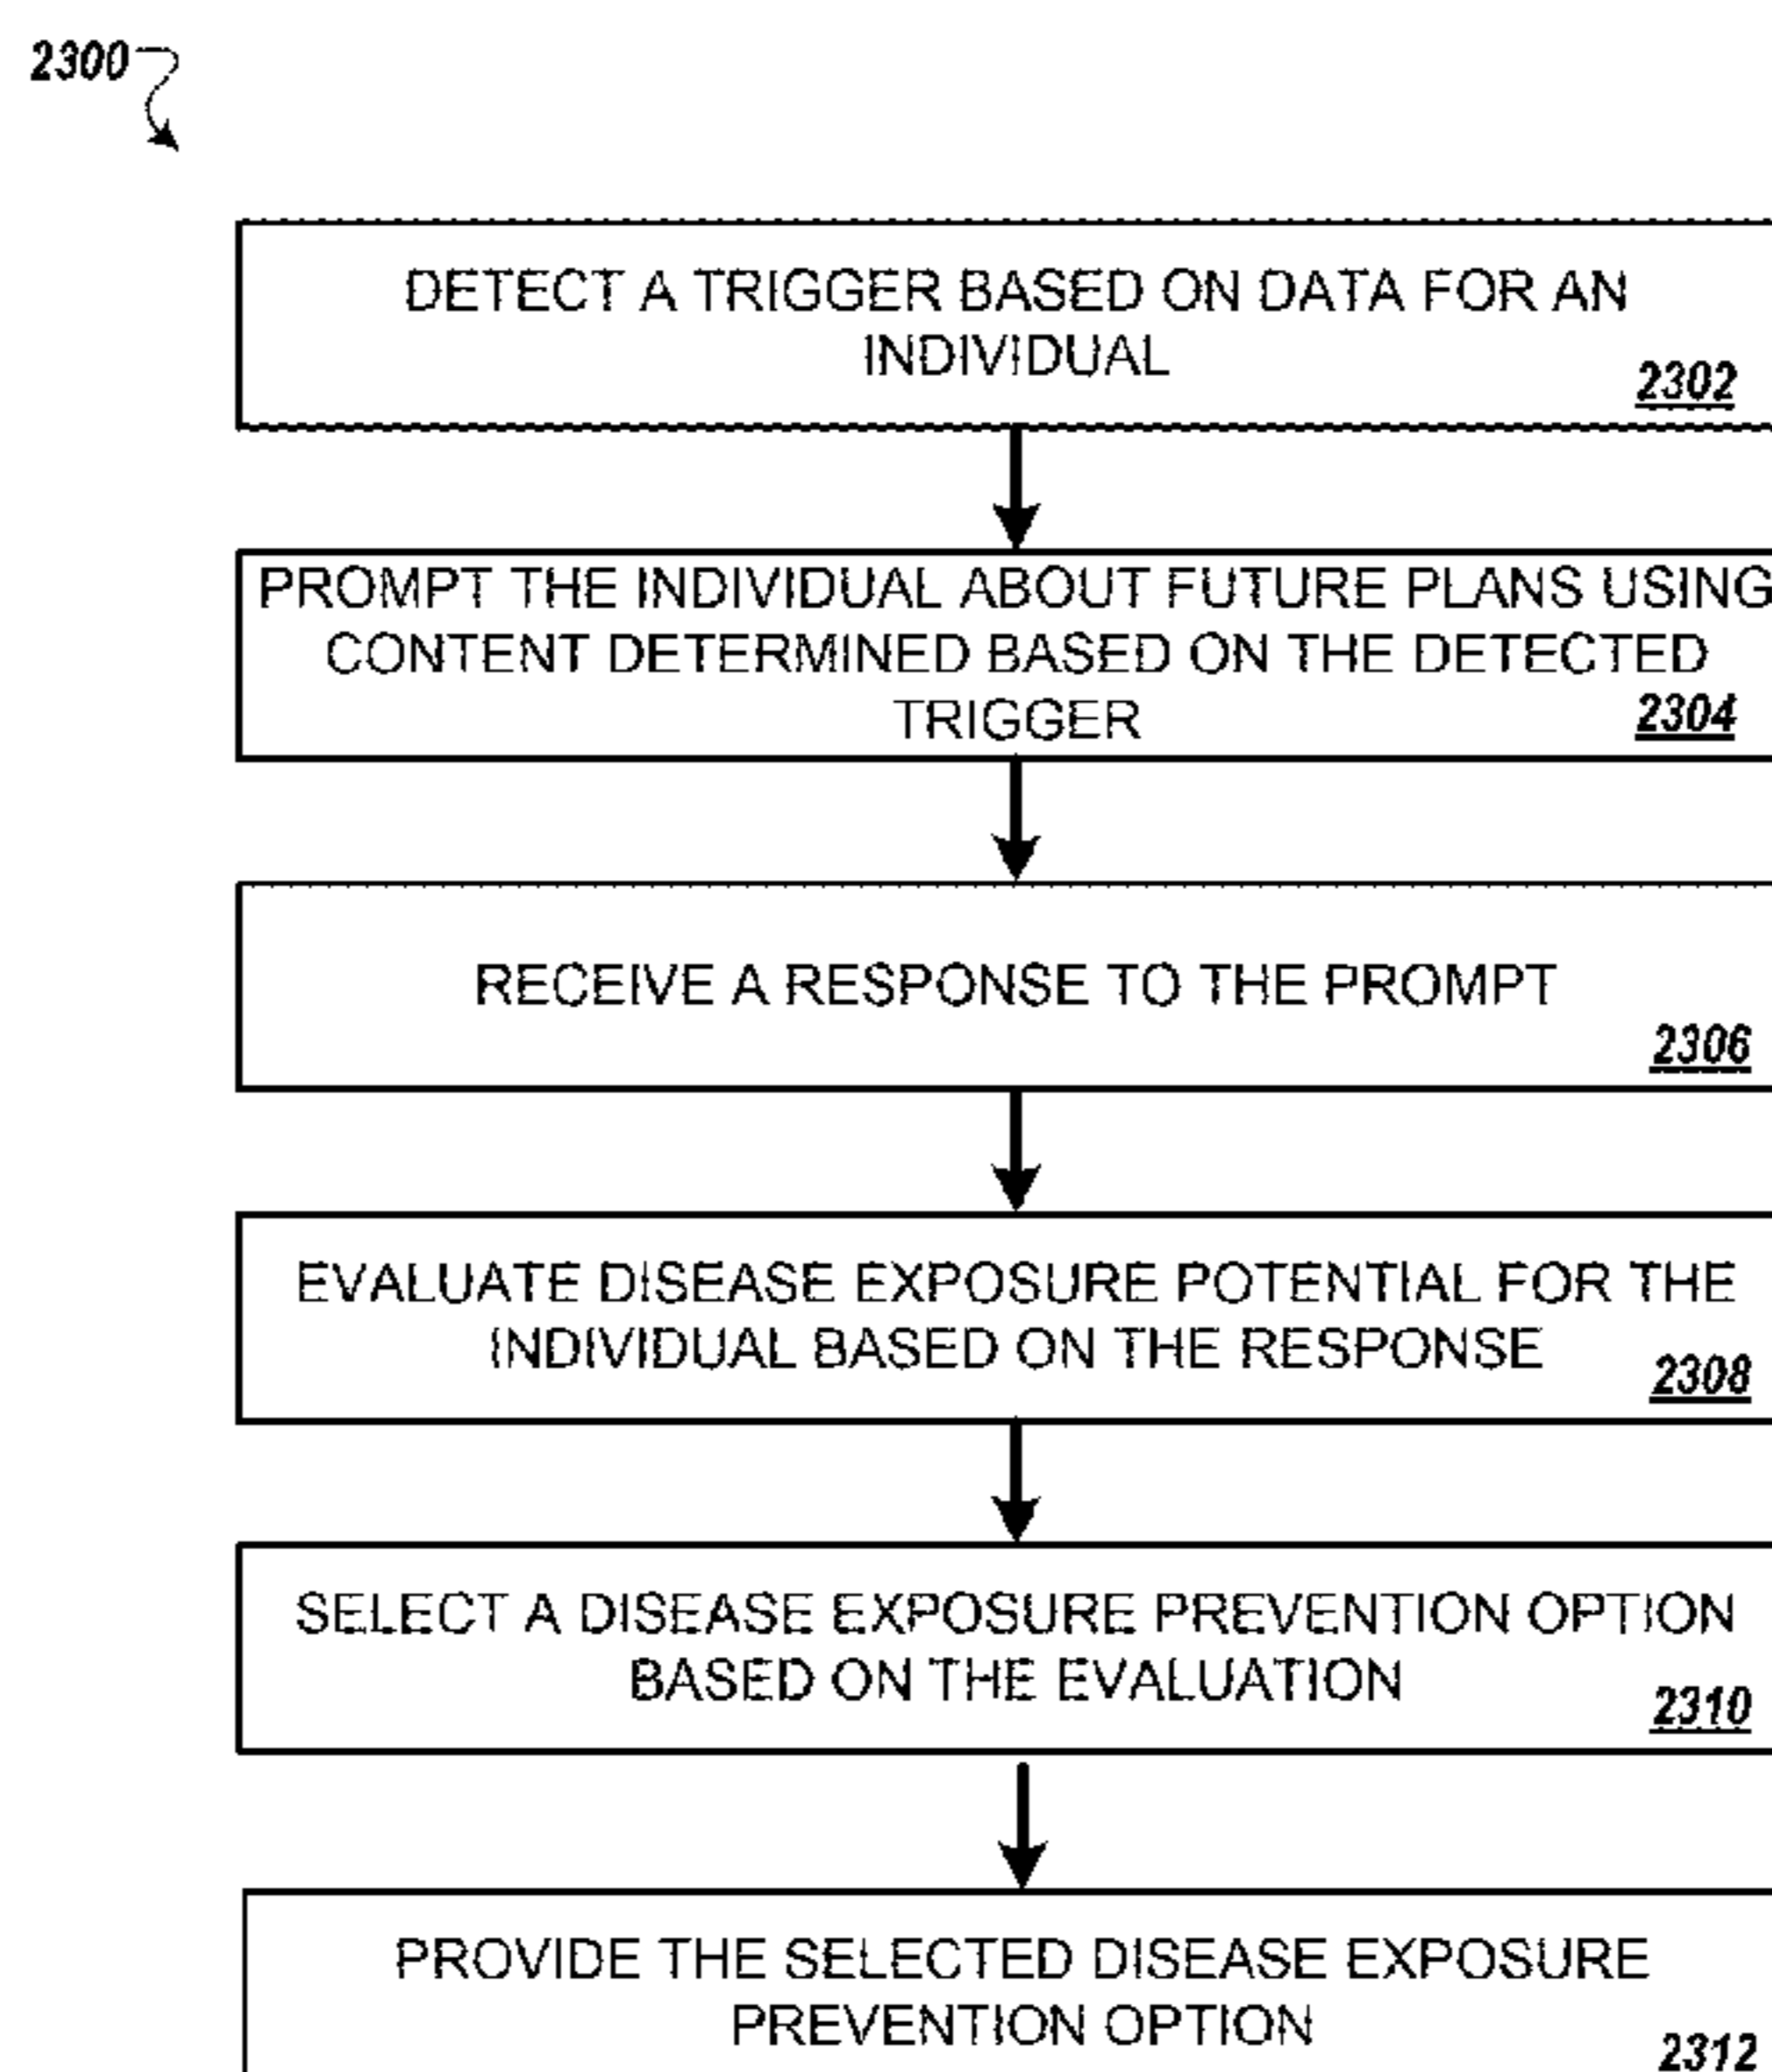 2300
DETECT A TRIGGER BASED ON DATA FOR AN
INDIVIDUAL
2302
PROMPT THE INDIVIDUAL ABOUT FUTURE PLANS USING
CONTENT DETERMINED BASED ON THE DETECTED
TRIGGER
2304
RECEIVE A RESPONSE TO THE PROMPT
2306
EVALUATE DISEASE EXPOSURE POTENTIAL FOR THE
INDIVIDUAL BASED ON THE RESPONSE
2308
SELECT A DISEASE EXPOSURE PREVENTION OPTION
BASED ON THE EVALUATION
2310
PROVIDE THE SELECTED DISEASE EXPOSURE
PREVENTION OPTION
2312